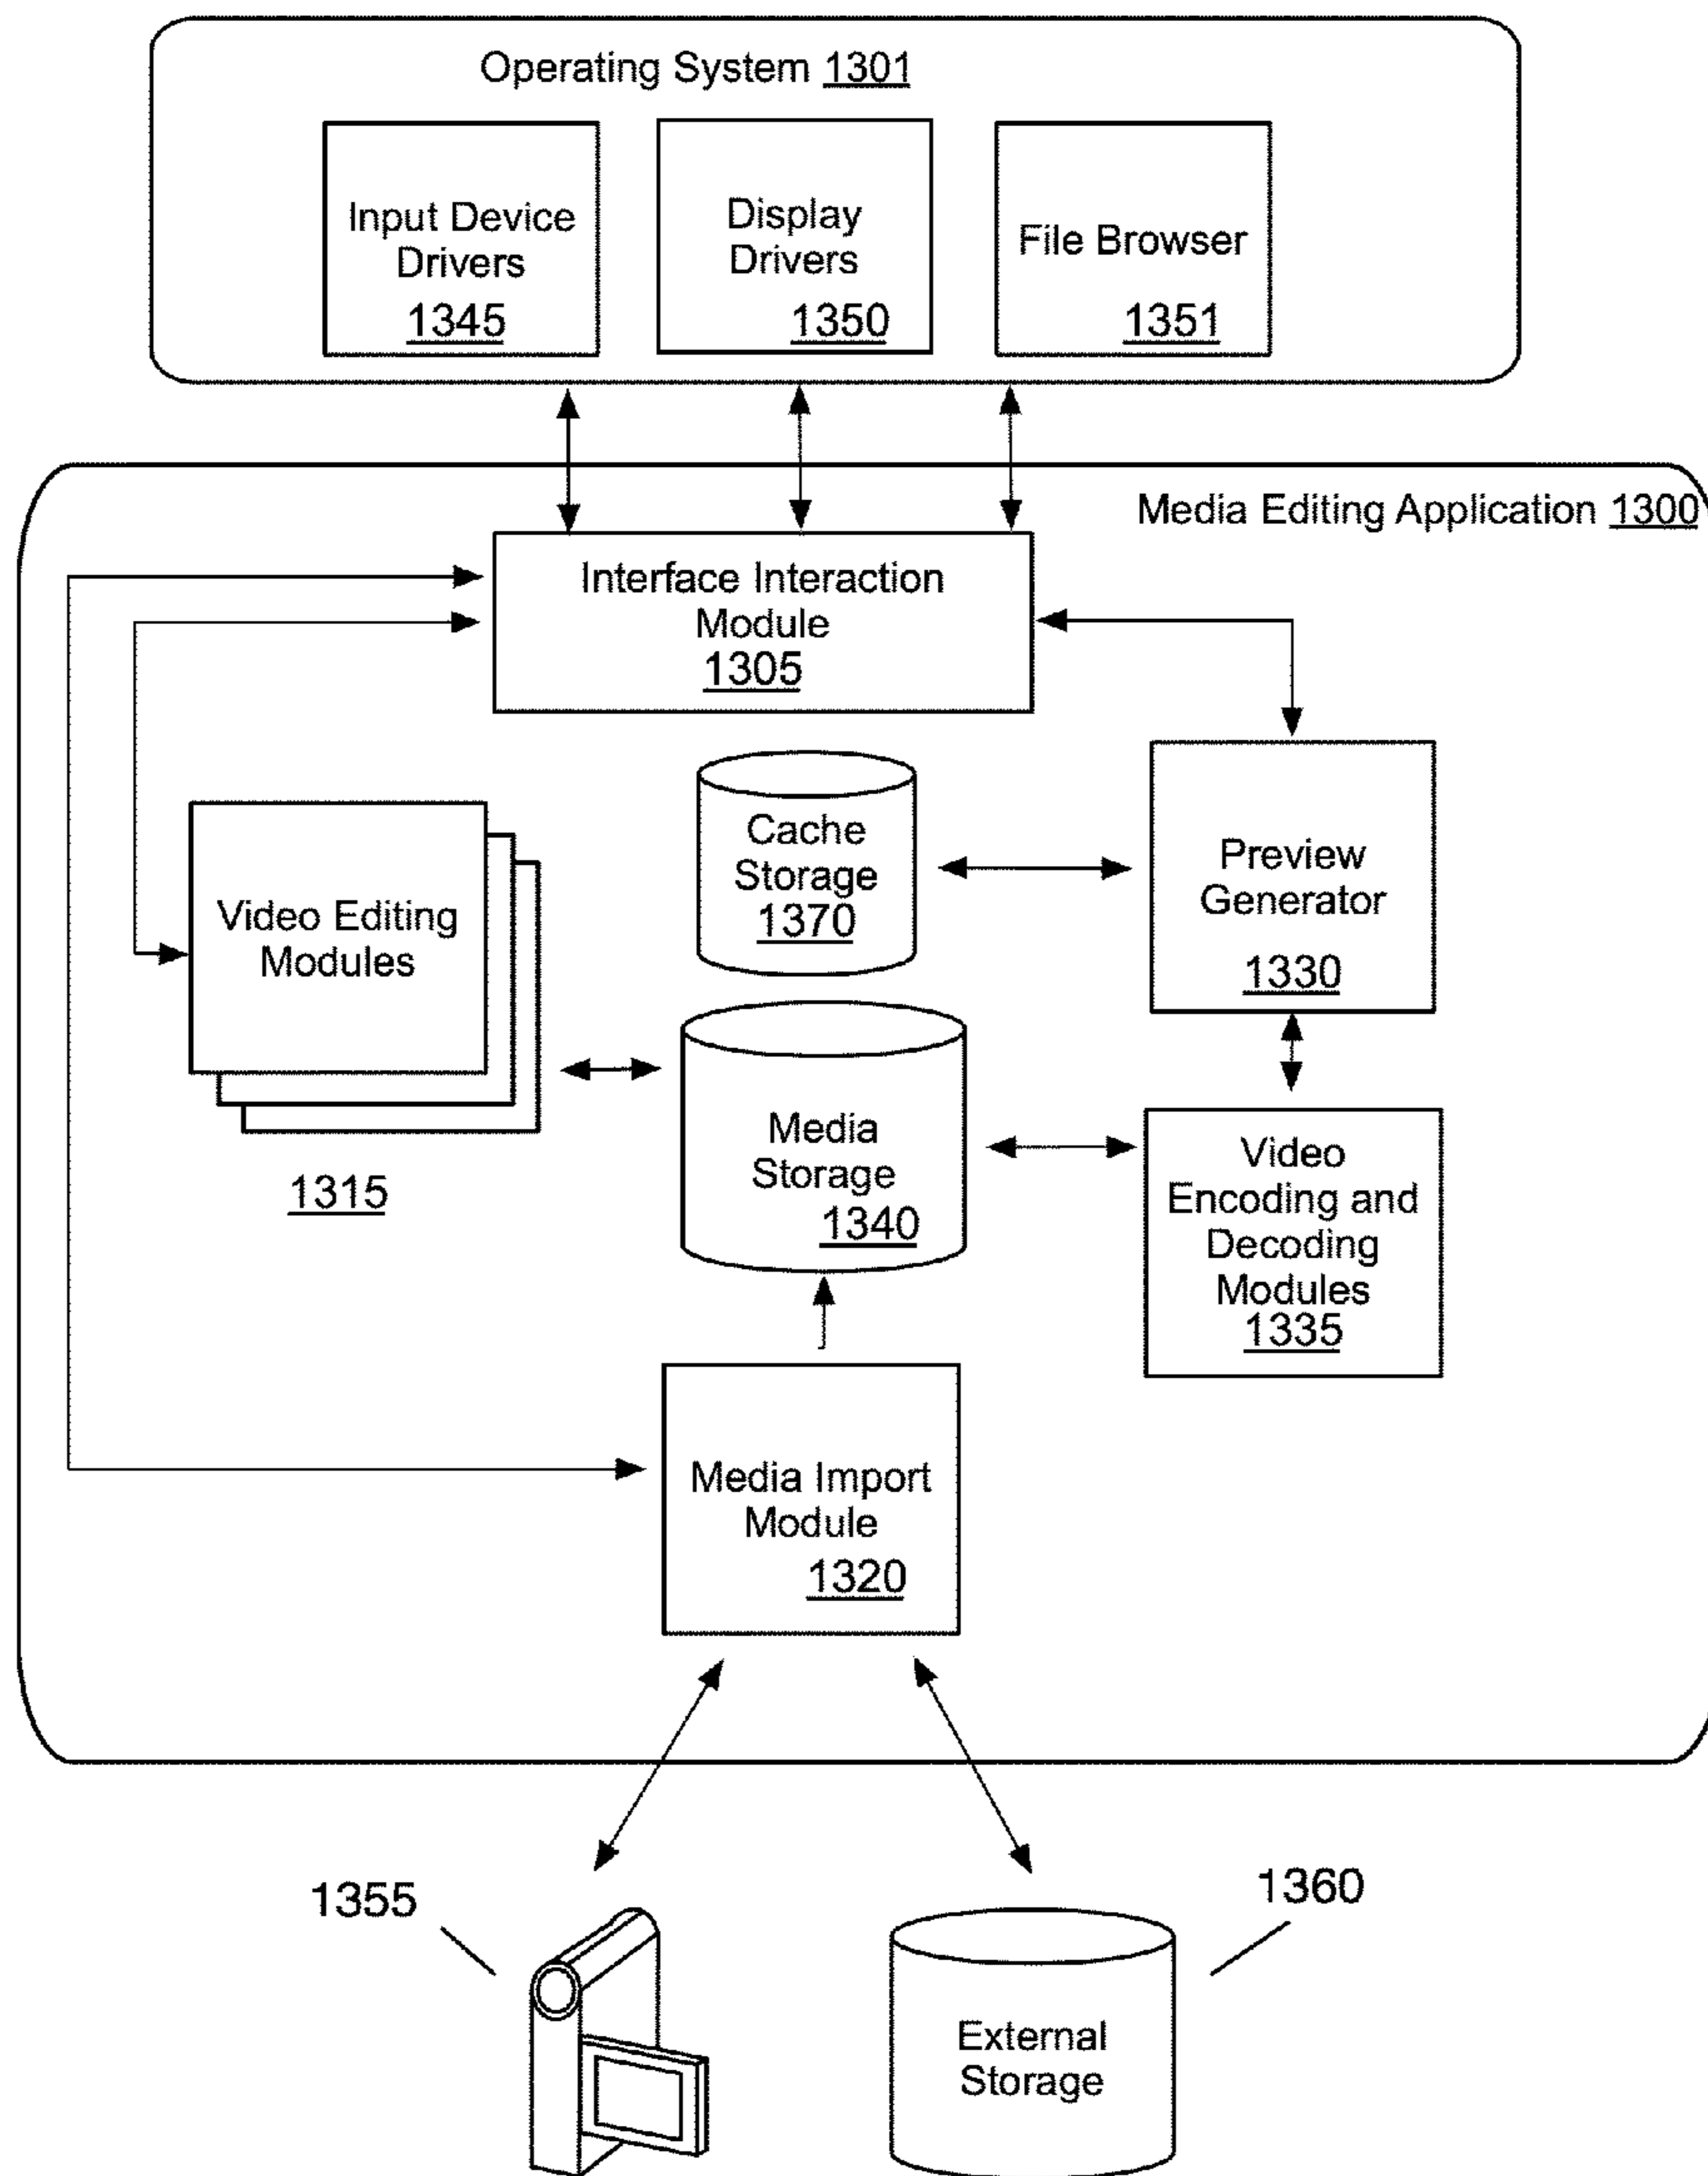 Operating System 1301
Input Device
Drivers
1345
Display
Drivers
1350
File Browser
1351
Media Editing Application 1300
Interface Interaction
Module
1305
Cache
Storage
1370
Preview
Generator
1330
Video Editing
Modules
1315
Media
Storage
1340
Video
Encoding and
Decoding
Modules
1335
Media Import
Module
1320
1355
1360
External
Storage